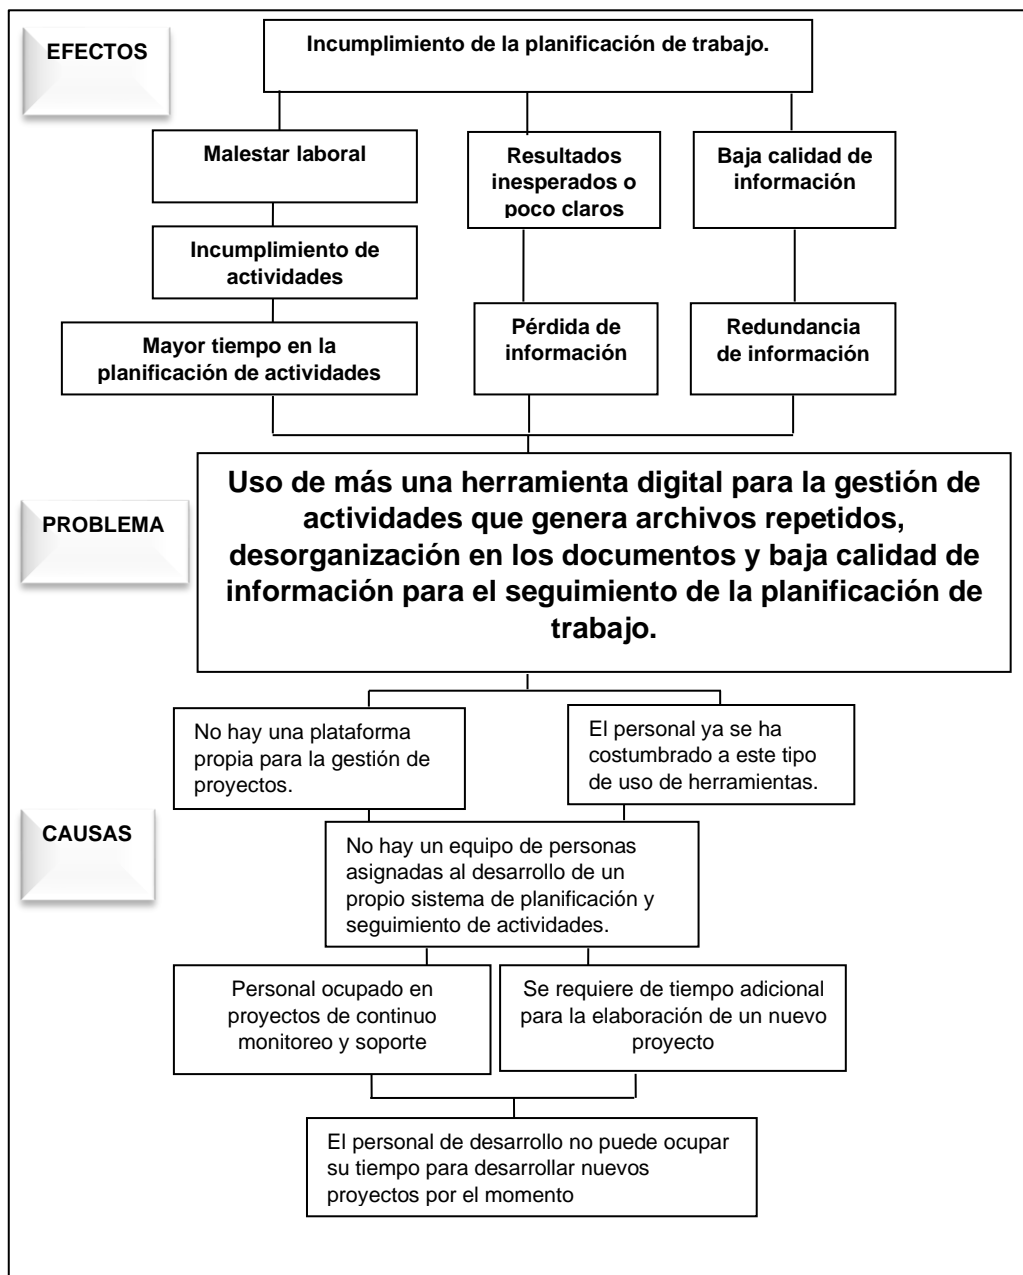 EFECTOS
Incumplimiento de la planificación de trabajo.
Malestar laboral
Resultados
inesperados o
poco claros
Baja calidad de
información
Incumplimiento de
actividades
Mayor tiempo en la
planificación de actividades
Pérdida de
información
Redundancia
de información
PROBLEMA
Uso de más una herramienta digital para la gestión de
actividades que genera archivos repetidos,
desorganización en los documentos y baja calidad de
información para el seguimiento de la planificación de
trabajo.
No hay una plataforma
propia para la gestión de
proyectos.
El personal ya se ha
costumbrado a este tipo
de uso de herramientas.
CAUSAS
No hay un equipo de personas
asignadas al desarrollo de un
propio sistema de planificación y
seguimiento de actividades.
Personal ocupado en
proyectos de continuo
monitoreo y soporte
Se requiere de tiempo adicional
para la elaboración de un nuevo
proyecto
El personal de desarrollo no puede ocupar
su tiempo para desarrollar nuevos
proyectos por el momento